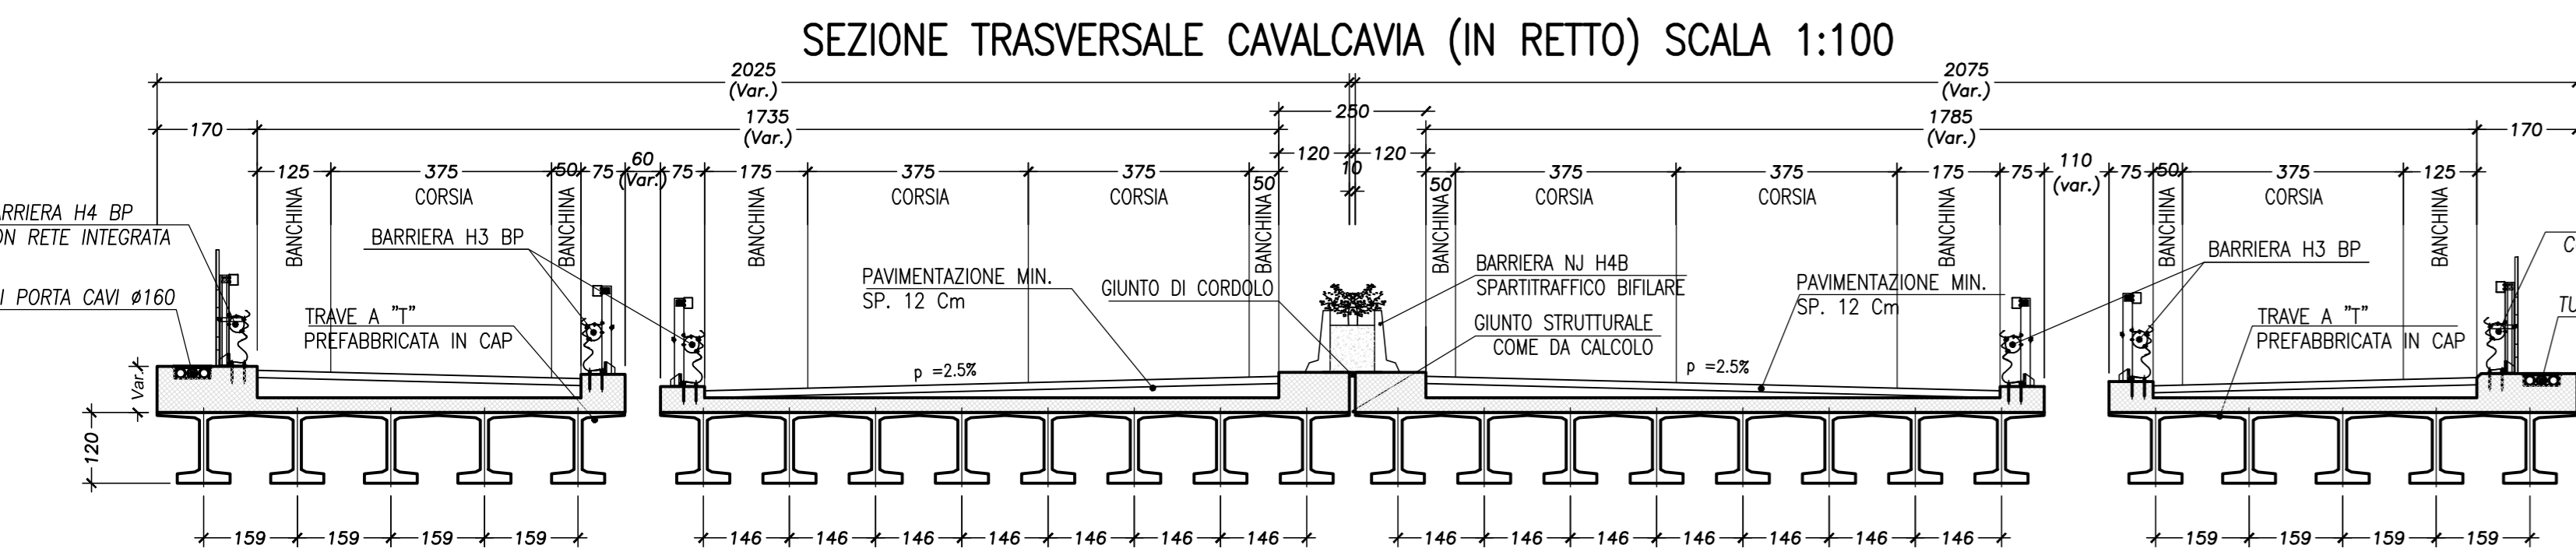 SEZIONE TRASVERSALE CAVALCAVIA (IN RETTO) SCALA 1:100
2025
(Var.)
2075
(Var.)
170
1735
(Var.)
250
1785
(Var.)
170
120
120
10
125
375
50
75
60
(Var.)
75
175
375
375
50
50
375
375
175
75
110
(var.)
75
50
375
125
BANCHINA
CORSIA
BANCHINA
BANCHINA
CORSIA
CORSIA
BANCHINA
BANCHINA
CORSIA
CORSIA
BANCHINA
BANCHINA
CORSIA
BANCHINA
ARRIERA H4 BP
ON RETE INTEGRATA
BARRIERA H3 BP
I PORTA CAVI ø160
TRAVE A "T"
PREFABBRICATA IN CAP
PAVIMENTAZIONE MIN.
SP. 12 Cm
GIUNTO DI CORDOLO
BARRIERA NJ H4B
SPARTITRAFFICO BIFILARE
GIUNTO STRUTTURALE
COME DA CALCOLO
PAVIMENTAZIONE MIN.
SP. 12 Cm
BARRIERA H3 BP
TRAVE A "T"
PREFABBRICATA IN CAP
C
TU
p =2.5%
p =2.5%
Var.
120
159
159
159
159
146
146
146
146
146
146
146
146
146
146
146
146
146
146
159
159
159
159